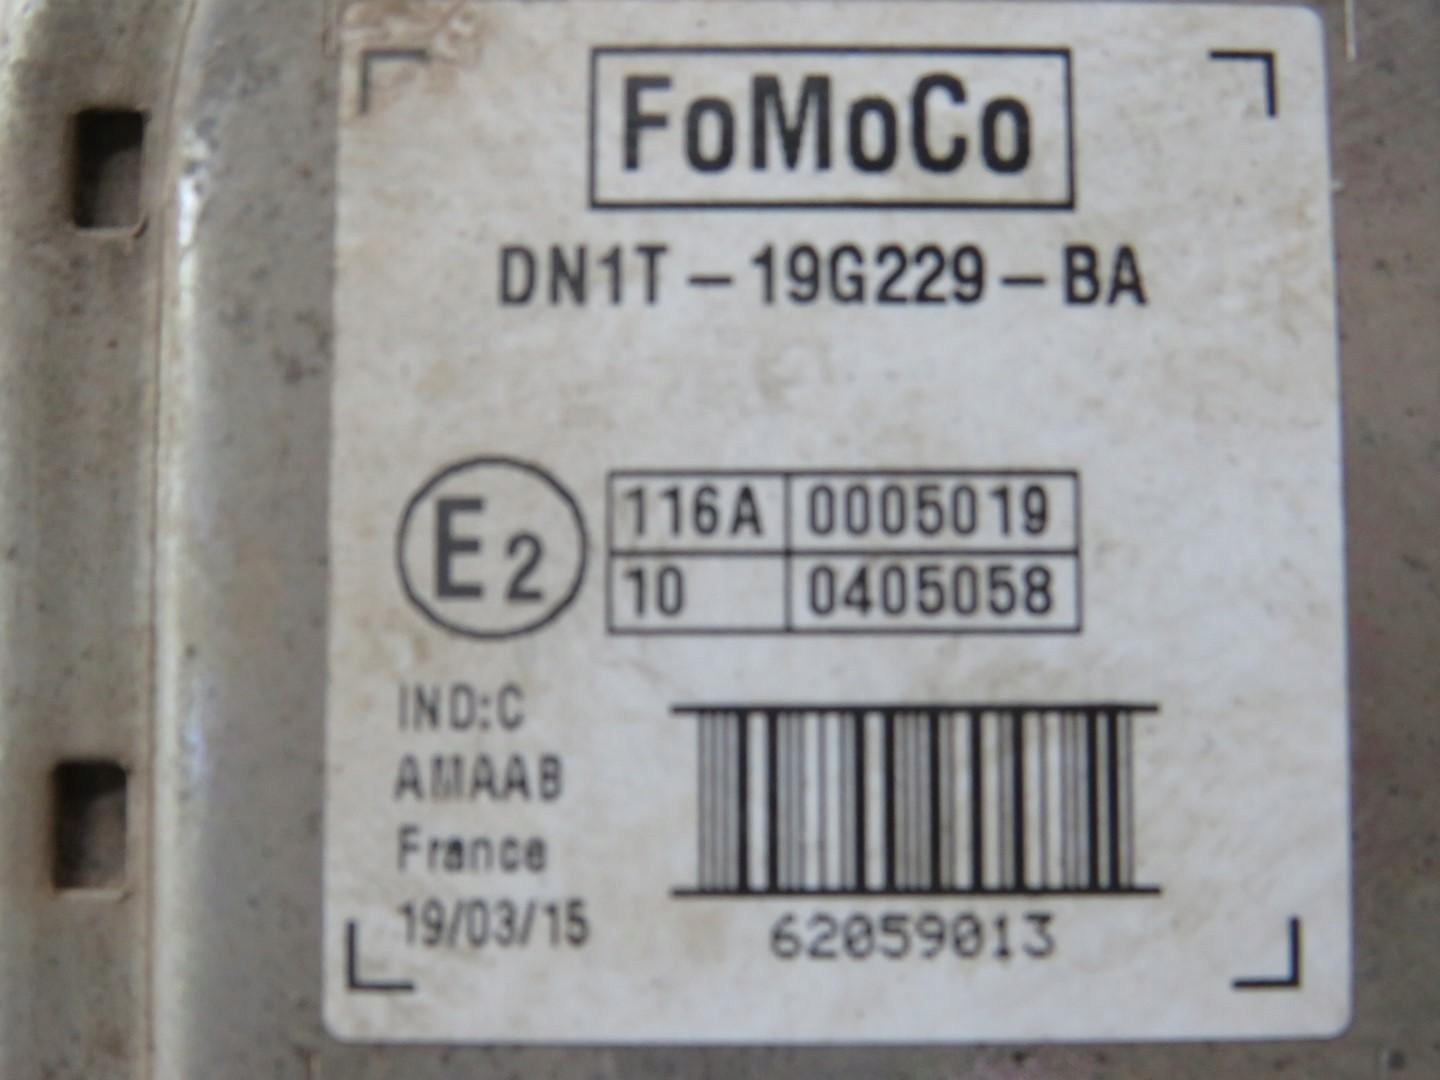 FoMoCo
DN1T-19G229-BA
E2
116A 0005019
10 0405058
IND:C
AMAAB
France
19/03/15
62059013